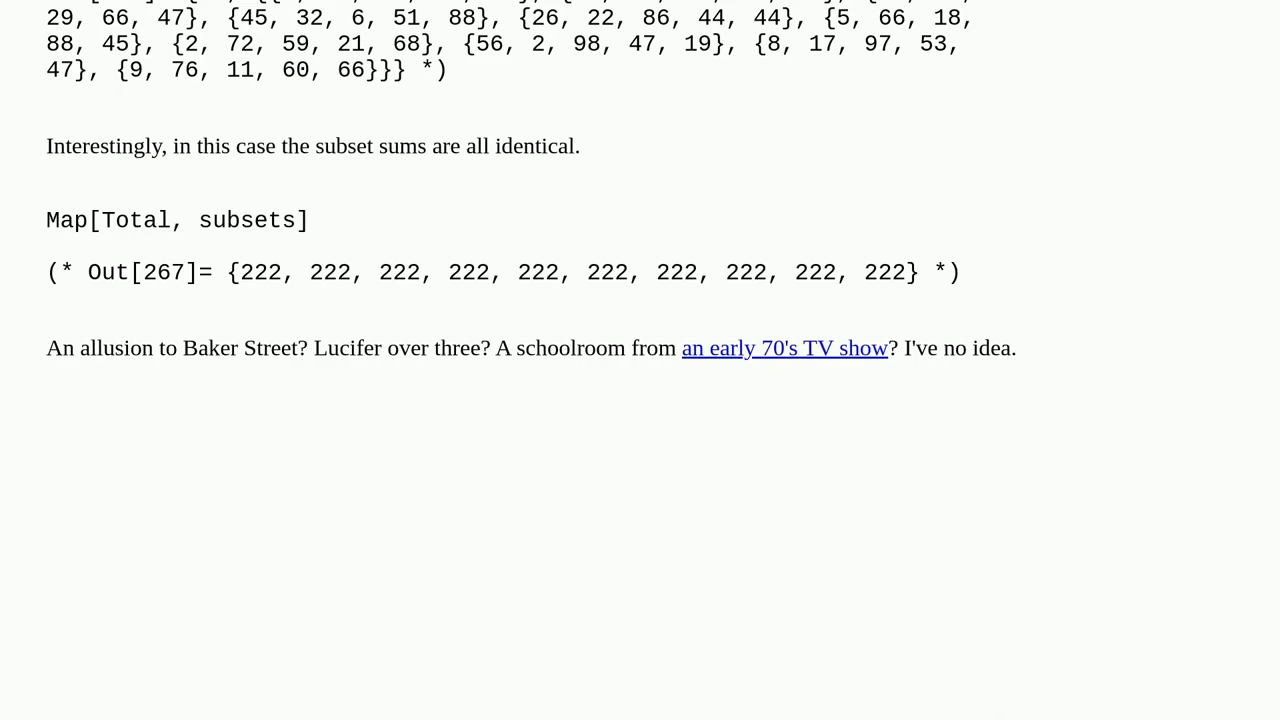 29, 66, 47}, {45, 32, 6, 51, 88}, {26, 22, 86, 44, 44}, {5, 66, 18,
88, 45}, {2, 72, 59, 21, 68}, {56, 2, 98, 47, 19}, {8, 17, 97, 53,
47}, {9, 76, 11, 60, 66}}} *)
Interestingly, in this case the subset sums are all identical.
Map[Total, subsets]
(* Out[267]= {222, 222, 222, 222, 222, 222, 222, 222, 222, 222} *)
An allusion to Baker Street? Lucifer over three? A schoolroom from an early 70's TV show? I've no idea.